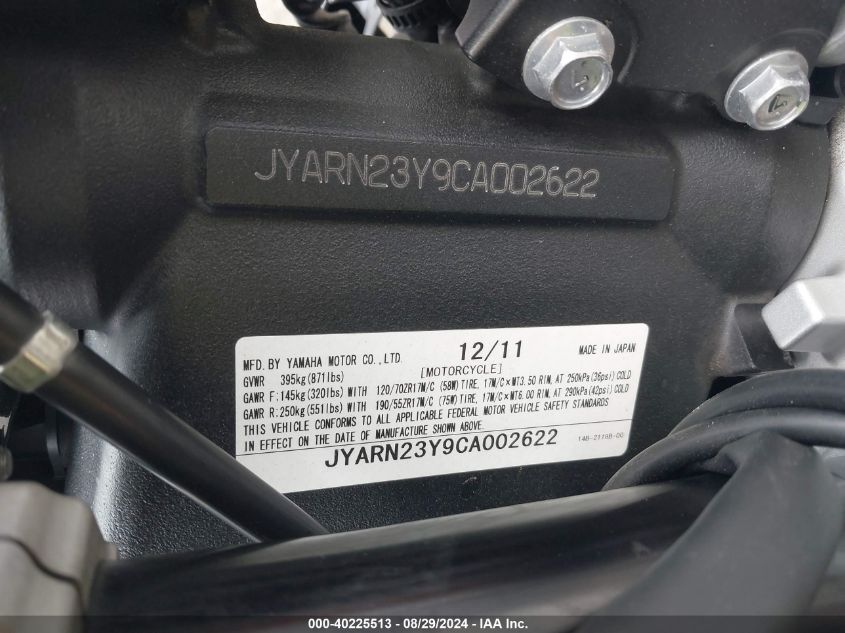 JYARN23Y9CA002622
MFD.BY YAMAHA MOTOR CO.,LTD. 12/11 MADE IN JAPAN
GVWR 395kg(871lbs) [MOTORCYCLE]
GAWR F:145kg(320lbs) WITH 120/70ZR17M/C (58W) TIRE, 17M/C×MT3.50 RIM, AT 250kPa(36psi) COLD
GAWR R:250kg(551lbs) WITH 190/55ZR17M/C (75W) TIRE, 17M/C×MT6.00 RIM, AT 290kPa(42psi) COLD
THIS VEHICLE CONFORMS TO ALL APPLICABLE FEDERAL MOTOR VEHICLE SAFETY STANDARDS
IN EFFECT ON THE DATE OF MANUFACTURE SHOWN ABOVE.
JYARN23Y9CA002622 14B-2118B-00
000-40225513 - 08/29/2024 - IAA Inc.